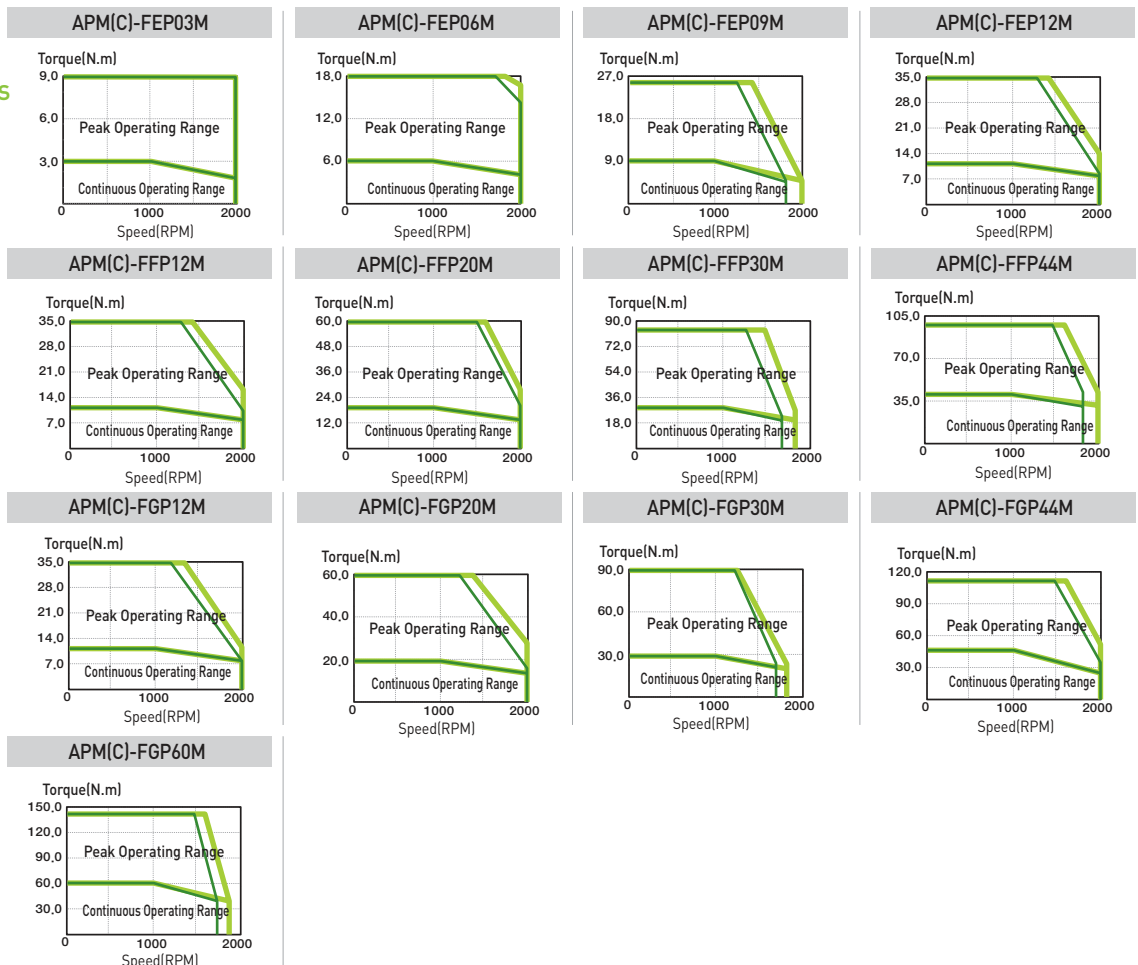 s
APM(C)-FEP03M
Torque(N.m)
9,0
6,0
3,0
Peak Operating Range
Continuous Operating Range
0 1000 2000
Speed(RPM)
APM(C)-FEP06M
Torque(N.m)
18,0
12,0
6,0
Peak Operating Range
Continuous Operating Range
0 1000 2000
Speed(RPM)
APM(C)-FEP09M
Torque(N.m)
27,0
18,0
9,0
Peak Operating Range
Continuous Operating Range
0 1000 2000
Speed(RPM)
APM(C)-FEP12M
Torque(N.m)
35,0
28,0
21,0
14,0
7,0
Peak Operating Range
Continuous Operating Range
0 1000 2000
Speed(RPM)
APM(C)-FFP12M
Torque(N.m)
35,0
28,0
21,0
14,0
7,0
Peak Operating Range
Continuous Operating Range
0 1000 2000
Speed(RPM)
APM(C)-FFP20M
Torque(N.m)
60,0
48,0
36,0
24,0
12,0
Peak Operating Range
Continuous Operating Range
0 1000 2000
Speed(RPM)
APM(C)-FFP30M
Torque(N.m)
90,0
72,0
54,0
36,0
18,0
Peak Operating Range
Continuous Operating Range
0 1000 2000
Speed(RPM)
APM(C)-FFP44M
Torque(N.m)
105,0
70,0
35,0
Peak Operating Range
Continuous Operating Range
0 1000 2000
Speed(RPM)
APM(C)-FGP12M
Torque(N.m)
35,0
28,0
21,0
14,0
7,0
Peak Operating Range
Continuous Operating Range
0 1000 2000
Speed(RPM)
APM(C)-FGP20M
Torque(N.m)
60,0
40,0
20,0
Peak Operating Range
Continuous Operating Range
0 1000 2000
Speed(RPM)
APM(C)-FGP30M
Torque(N.m)
90,0
60,0
30,0
Peak Operating Range
Continuous Operating Range
0 1000 2000
Speed(RPM)
APM(C)-FGP44M
Torque(N.m)
120,0
90,0
60,0
30,0
Peak Operating Range
Continuous Operating Range
0 1000 2000
Speed(RPM)
APM(C)-FGP60M
Torque(N.m)
150,0
120,0
90,0
60,0
30,0
Peak Operating Range
Continuous Operating Range
0 1000 2000
Speed(RPM)